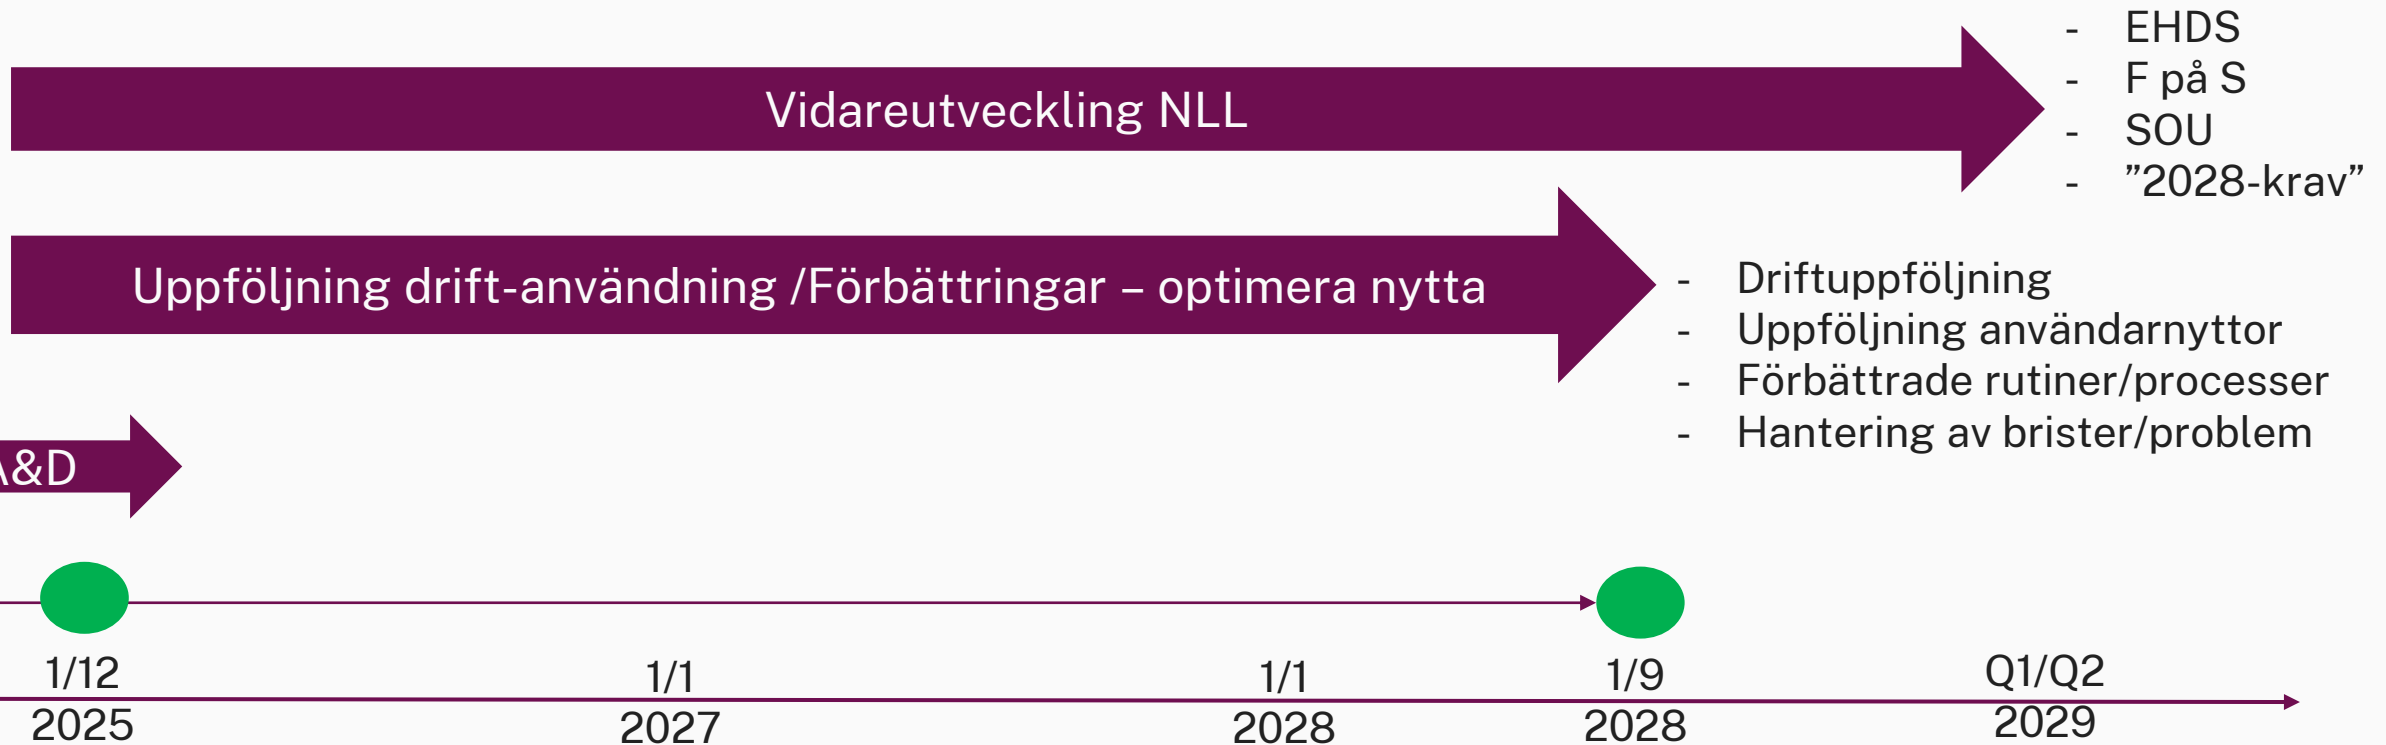 - EHDS
- F på S
- SOU
- ”2028-krav”
Vidareutveckling NLL
Uppföljning drift-användning /Förbättringar – optimera nytta
- Driftuppföljning
- Uppföljning användarnyttor
- Förbättrade rutiner/processer
- Hantering av brister/problem
&D
1/12 1/1 1/1 1/9 Q1/Q2
2025 2027 2028 2028 2029